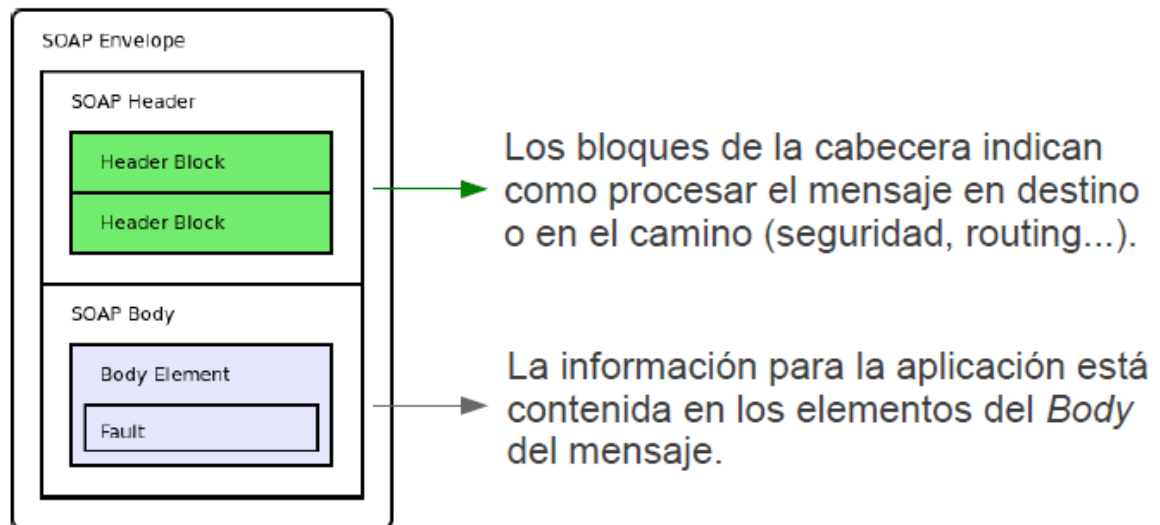 SOAP Envelope
SOAP Header
Header Block
Header Block
Los bloques de la cabecera indican
como procesar el mensaje en destino
o en el camino (seguridad, routing...).
SOAP Body
Body Element
Fault
La información para la aplicación está
contenida en los elementos del Body
del mensaje.